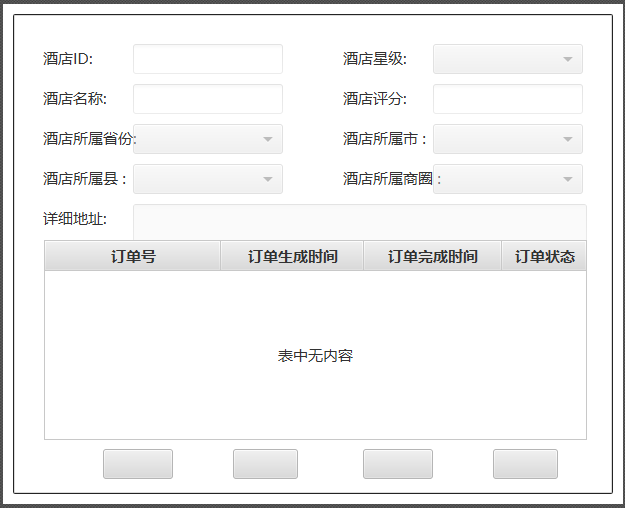 酒店ID: 酒店星级:
酒店名称: 酒店评分:
酒店所属省份: 酒店所属市 :
酒店所属县 : 酒店所属商圈 :
详细地址:
订单号 订单生成时间 订单完成时间 订单状态
表中无内容